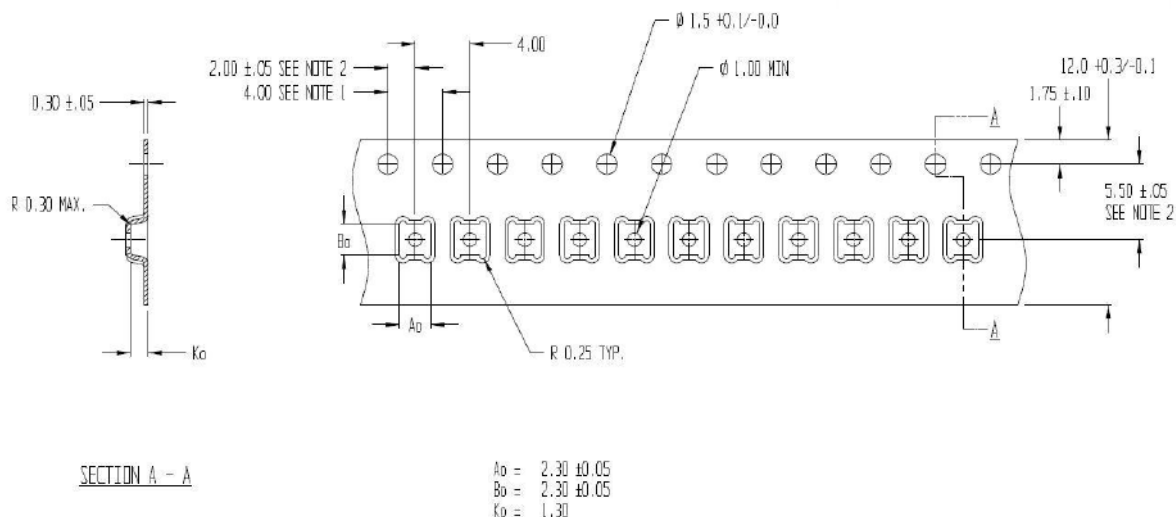 Ø 1.5 +0.1/-0.0
4.00
2.00 ±.05 SEE NOTE 2
Ø 1.00 MIN
12.0 +0.3/-0.1
4.00 SEE NOTE 1
1.75 ±.10
0.30 ±.05
A
5.50 ±.05
SEE NOTE 2
R 0.30 MAX.
Bo
Ao
A
Ko
R 0.25 TYP.
SECTION A - A
Ao = 2.30 ±0.05
Bo = 2.30 ±0.05
Ko = 1.30